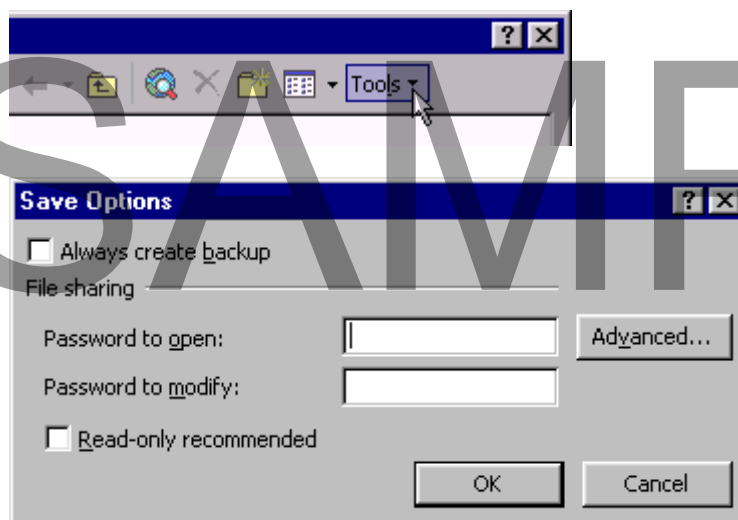 Tools
Save Options
Always create backup
File sharing
Password to open:
Advanced...
Password to modify:
Read-only recommended
OK
Cancel